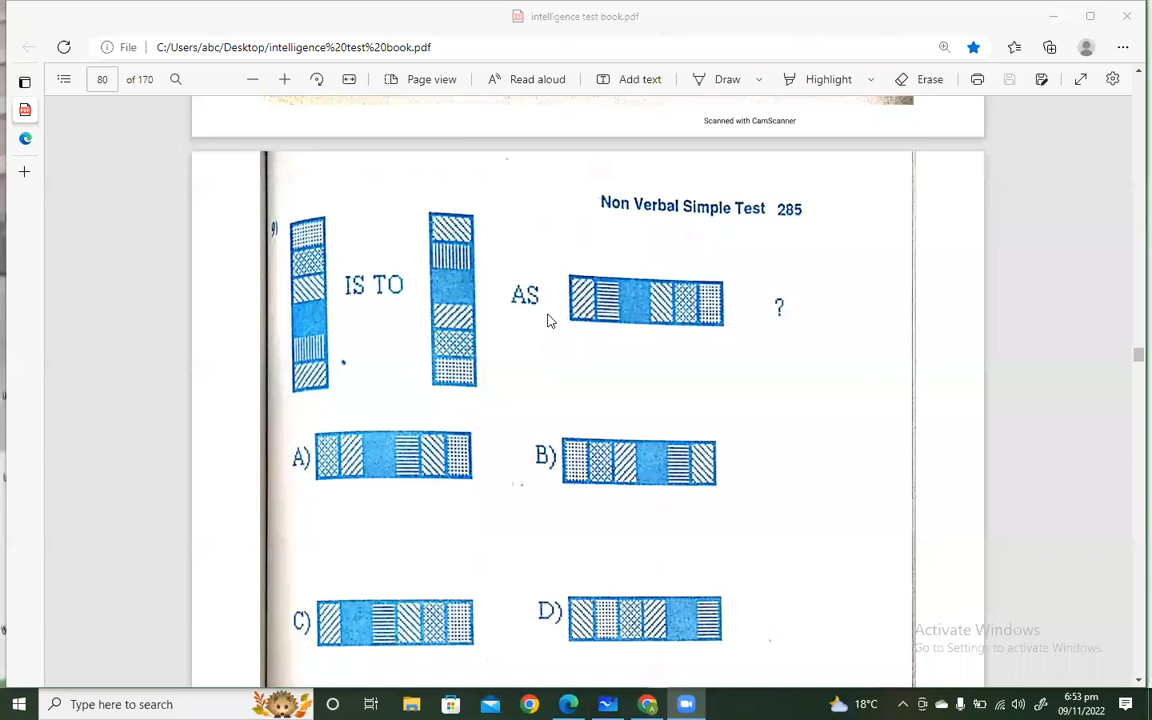 intelligence test book.pdf
File
C:/Users/abc/Desktop/intelligence%20test%20book.pdf
80 of 170
Page view
Read aloud
Add text
Draw
Highlight
Erase
Scanned with CamScanner
Non Verbal Simple Test 285
9)
IS TO
AS
?
A)
B)
C)
D)
Activate Windows
Go to Settings to activate Windows.
Type here to search
18°C
6:53 pm
09/11/2022